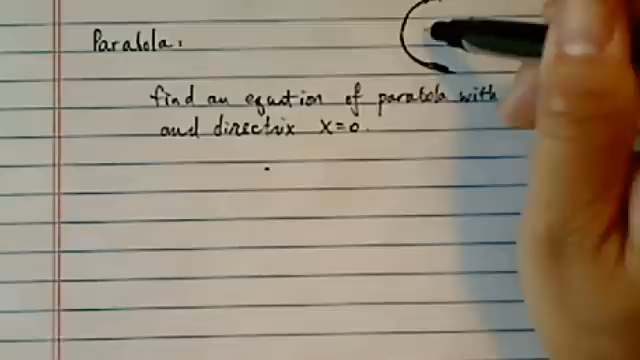 Parabola.
find an equation of parabola with
and directrix x=0.